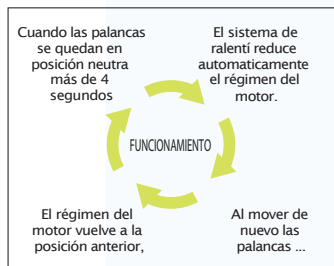 Cuando las palancas
se quedan en
posición neutra
más de 4
segundos
El sistema de
ralentí reduce
automaticamente
el régimen del
motor.
FUNCIONAMIENTO
Al mover de
nuevo las
palancas ...
El régimen del
motor vuelve a la
posición anterior,